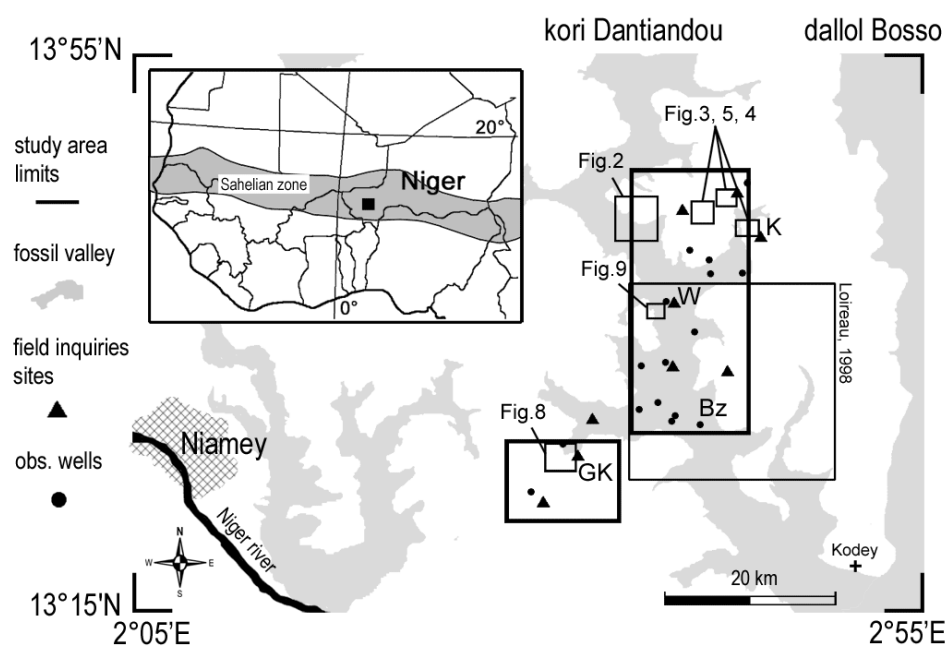 kori Dantiandou
dallol Bosso
13°55'N
study area
limits
fossil valley
field inquiries
sites
obs. wells
20°
Sahelian zone
Niger
0°
Fig.3, 5, 4
Fig.2
K
Fig.9
W
Loireau, 1998
Bz
Fig.8
GK
Niamey
Niger river
N
W
E
S
Kodey
20 km
13°15'N
2°05'E
2°55'E